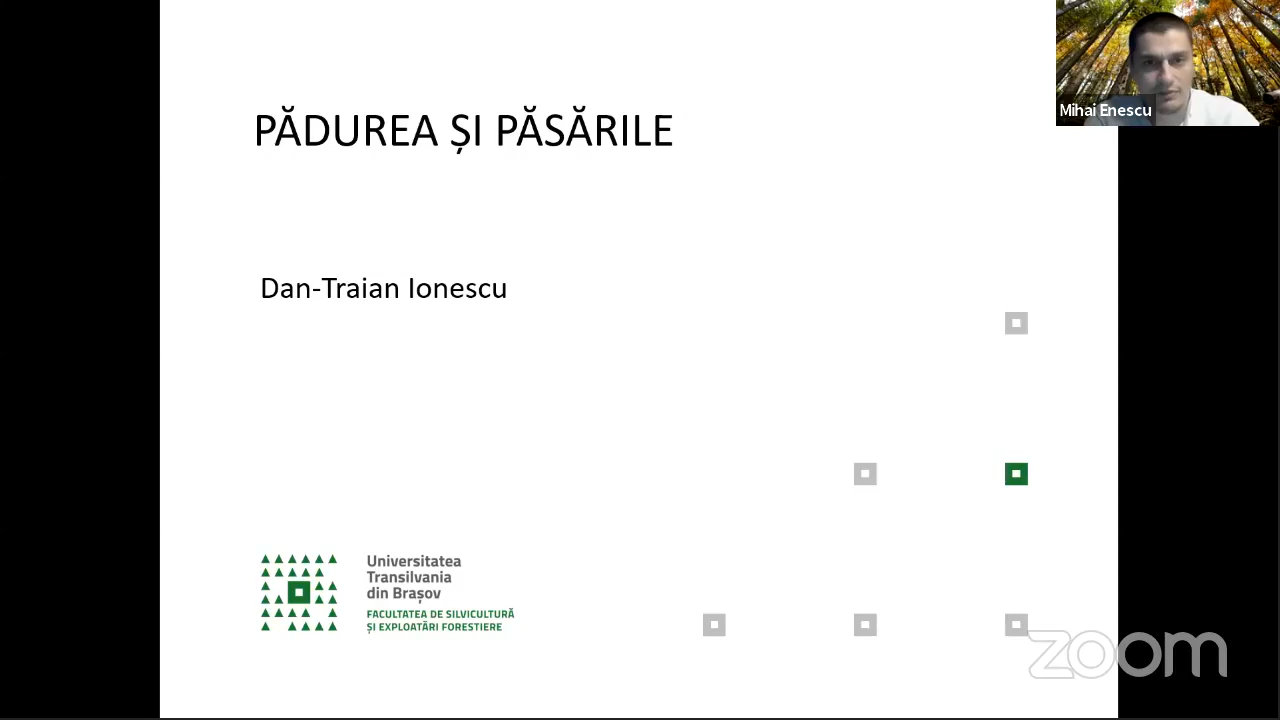 PĂDUREA ȘI PĂSĂRILE
Mihai Enescu
Dan-Traian Ionescu
Universitatea
Transilvania
din Brașov
FACULTATEA DE SILVICULTURĂ
ȘI EXPLOATĂRI FORESTIERE
zoom